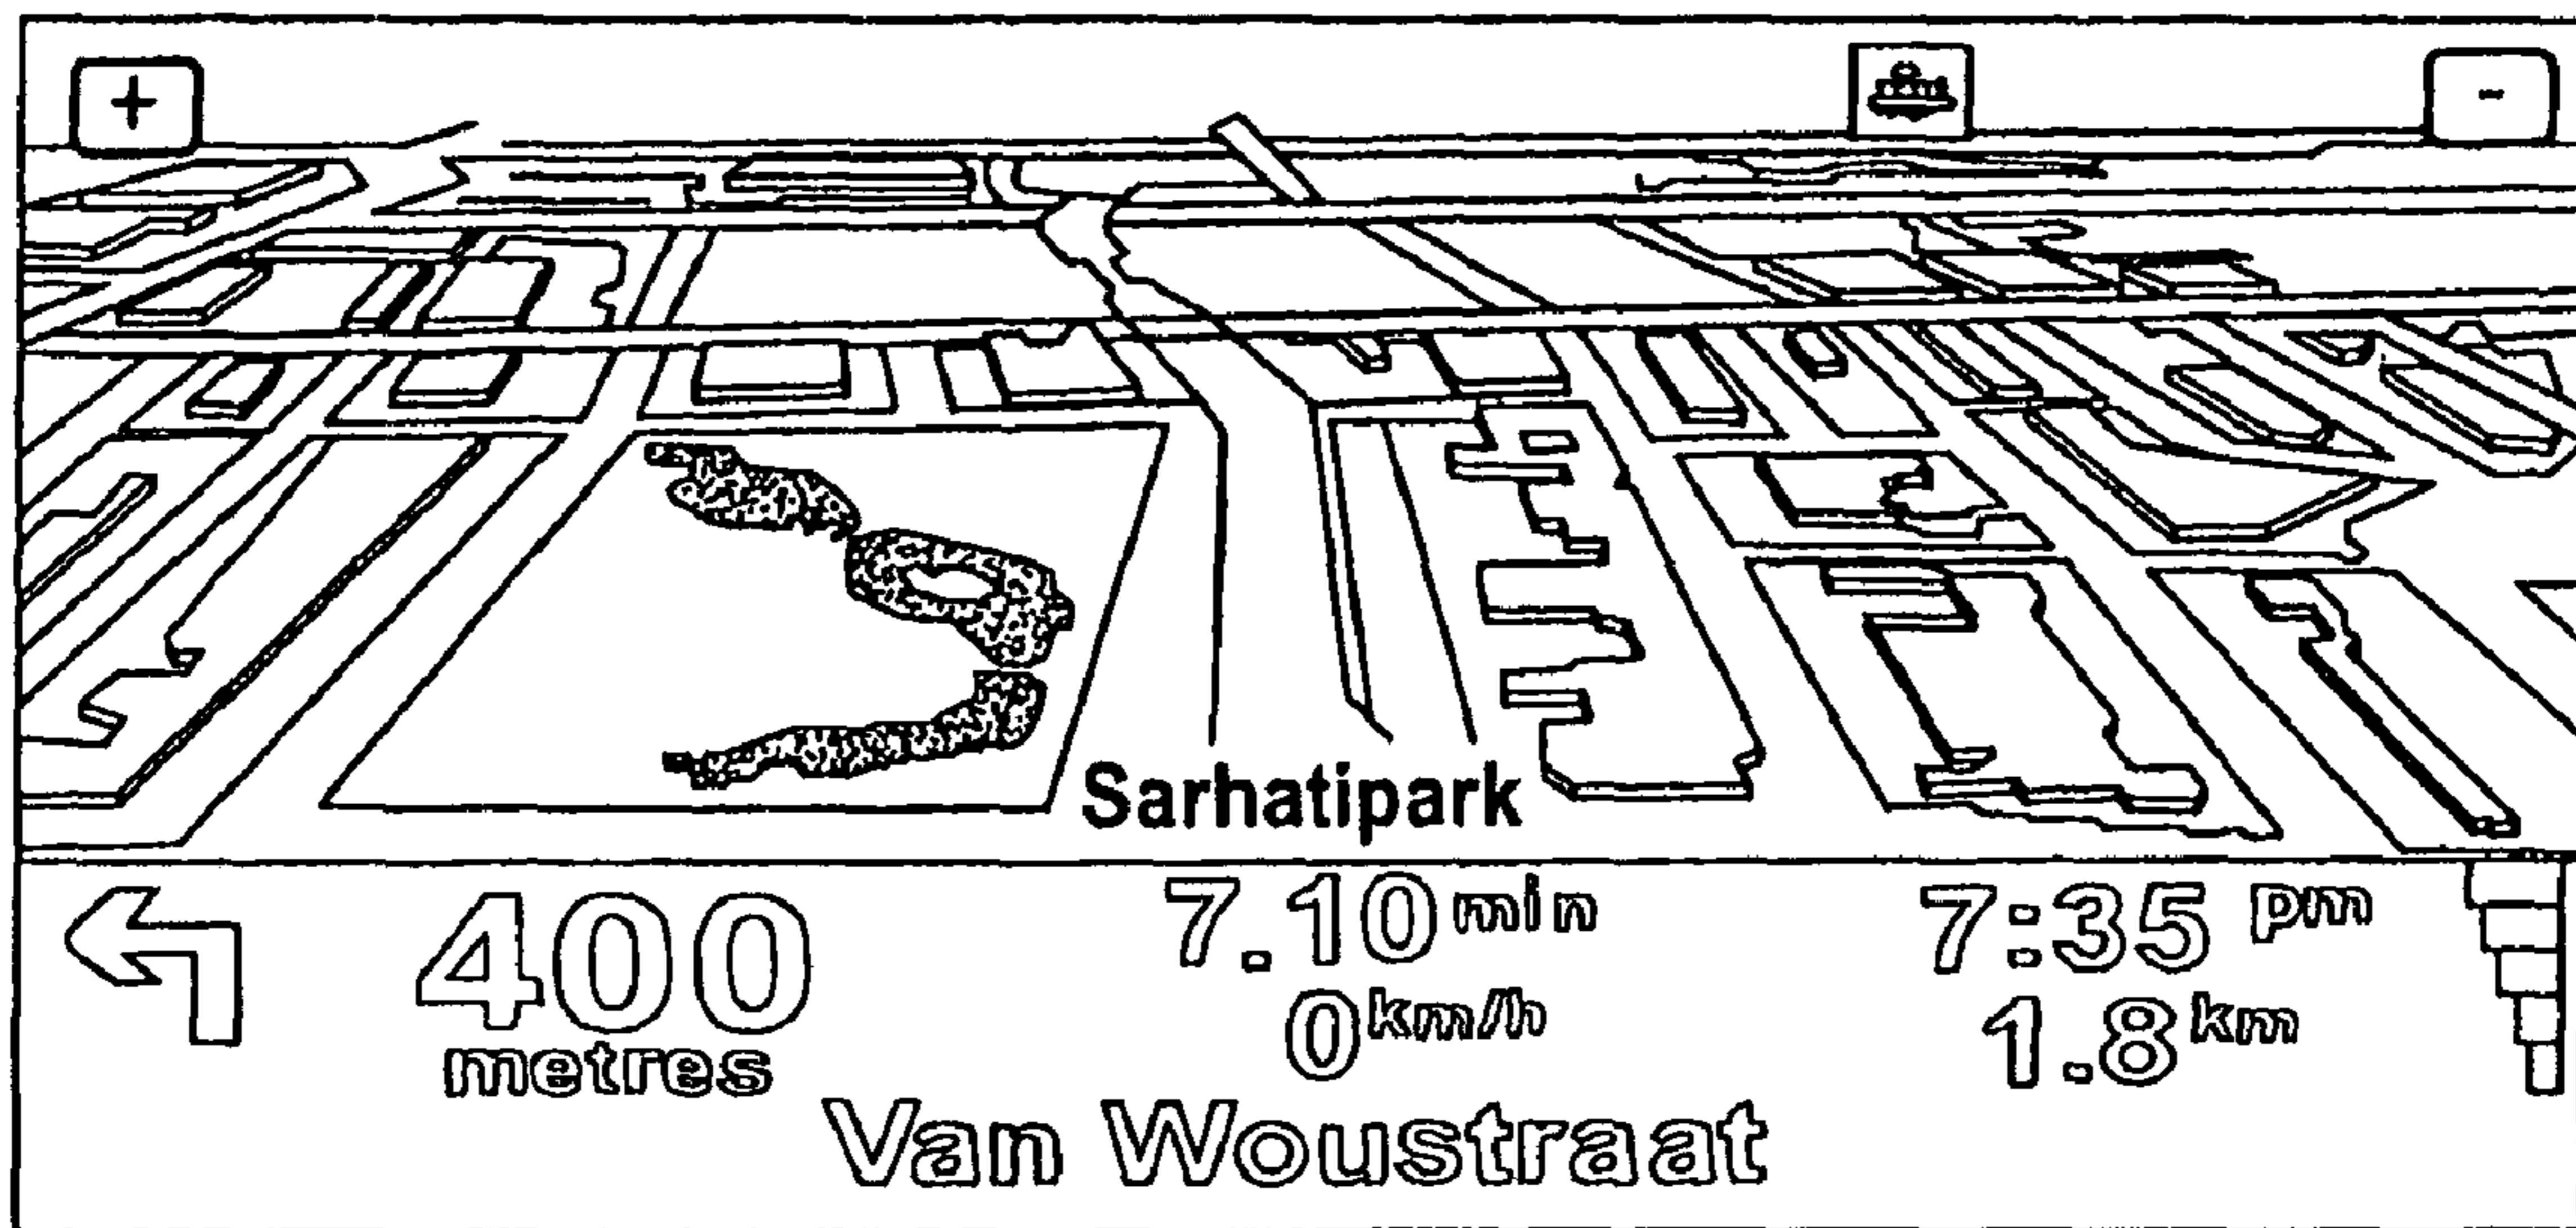 +
-
Sarhatipark
400 metres
7.10 min
7:35 pm
0 km/h
1.8 km
Van Woustraat